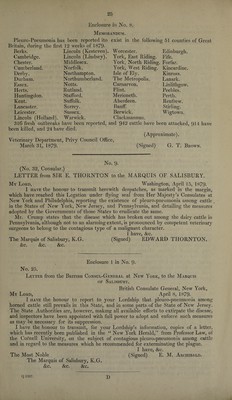 25
Enclosure in No. 8.
MEMORANDUM.
Pleuro-Pneumonia has been reported to exist in the following 51 counties of Great
Britain, during the first 12 weeks of 1879.
Berks. Lincoln (Kesteven). Worcester. Edinburgh.
Cambridge. Lincoln (Lindsey). York, East Riding. Fife.
Chester. Middlesex. York, North Riding. Forfar.
Cumberland. Norfolk. York, West Riding. Kincardine.
Derby. Northampton. Isle of Ely. Kinross.
Durham. Northumberland. The Metropolis. Lanark.
Essex. Notts. Carnarvon. Linlithgow.
Herts. Rutland. Flint. Peebles.
Huntingdon. Stafford. Merioneth. Perth.
Kent. Suffolk. Aberdeen. Renfrew.
Lancaster. Surrey. Banff. Stirling.
Leicester. Sussex. Berwick. Wigtown.
Lincoln (Holland). Warwick. Clackmannan.
526 fresh outbreaks have been reported, and 942 cattle have been attacked, 914 have
been killed, and 24 have died.
(Approximate).
Veterinary Department, Privy Council Office,
March 31, 1879. (Signed) G. T. BROWN.
No. 9.
(No. 32, Circular.)
LETTER from SIR E. THORNTON to the MARQUIS OF SALISBURY.
MY LORD, Washington, April 15, 1879.
I HAVE the honour to transmit herewith despatches, as marked in the margin,
which have reached this Legation under flying seal from Her Majesty's Consulates at
New York and Philadelphia, reporting the existence of pleuro-pneumonia among cattle
in the States of New York, New Jersey, and Pennsylvania, and detailing the measures
adopted by the Governments of those States to eradicate the same.
Mr. Crump states that the disease which has broken out among the dairy cattle in
Pennsylvania, although not to an alarming extent, is pronounced by competent veterinary
surgeons to belong to the contagious type of a malignant character.
I have, &c.
The Marquis of Salisbury, K.G. (Signed) EDWARD THORNTON.
&c. &c. &c.
Enclosure 1 in No. 9.
No. 21.
LETTER from the BRITISH CONSUL-GENERAL at NEW YORK, to the MARQUIS
OF SALISBURY.
British Consulate General, New York,
MY LORD, April 8, 1879.
I HAVE the honour to report to your Lordship that pleuro-pneumonia among
horned cattle still prevails in this State, and in some parts of the State of New Jersey.
The State Authorities are, however, making all available efforts to extirpate the disease,
and inspectors have been appointed with full power to adopt and enforce such measures
as may be necessary for its suppression.
I have the honour to transmit, for your Lordship's information, copies of a letter,
which has recently been published in the "New York Herald," from Professor Law, of
the Cornell University, on the subject of contagious pleuro-pneumonia among cattle
and in regard to the measures which he recommended for exterminating the plague.
I have, &c.
The Most Noble (Signed) E. M. ARCHIBALD.
The Marquis of Salisbury, K.G.
&c. &c. &c.
D